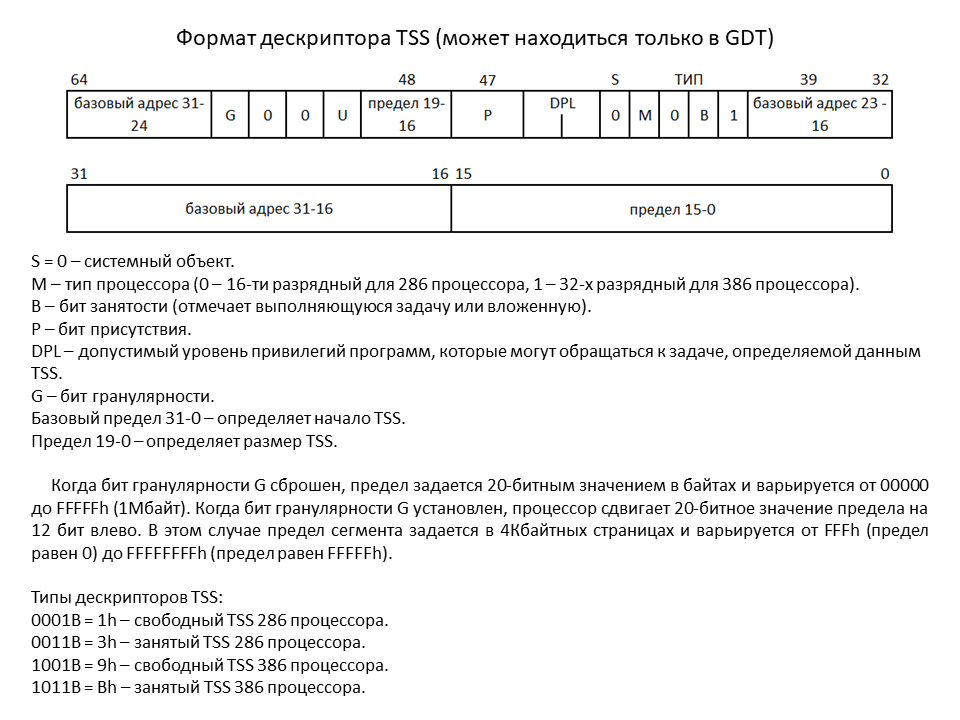 Формат дескриптора TSS (может находиться только в GDT)
64 48 47 S ТИП 39 32
базовый адрес 31-
24
G 0 0 U
предел 19-
16
P
DPL
0 M 0 B 1
базовый адрес 23 -
16
31 16 15 0
базовый адрес 31-16
предел 15-0
S = 0 – системный объект.
M – тип процессора (0 – 16-ти разрядный для 286 процессора, 1 – 32-х разрядный для 386 процессора).
B – бит занятости (отмечает выполняющуюся задачу или вложенную).
P – бит присутствия.
DPL – допустимый уровень привилегий программ, которые могут обращаться к задаче, определяемой данным
TSS.
G – бит гранулярности.
Базовый предел 31-0 – определяет начало TSS.
Предел 19-0 – определяет размер TSS.
Когда бит гранулярности G сброшен, предел задается 20-битным значением в байтах и варьируется от 00000
до FFFFFh (1Мбайт). Когда бит гранулярности G установлен, процессор сдвигает 20-битное значение предела на
12 бит влево. В этом случае предел сегмента задается в 4Кбайтных страницах и варьируется от FFFh (предел
равен 0) до FFFFFFFFh (предел равен FFFFFh).
Типы дескрипторов TSS:
0001B = 1h – свободный TSS 286 процессора.
0011B = 3h – занятый TSS 286 процессора.
1001B = 9h – свободный TSS 386 процессора.
1011B = Bh – занятый TSS 386 процессора.